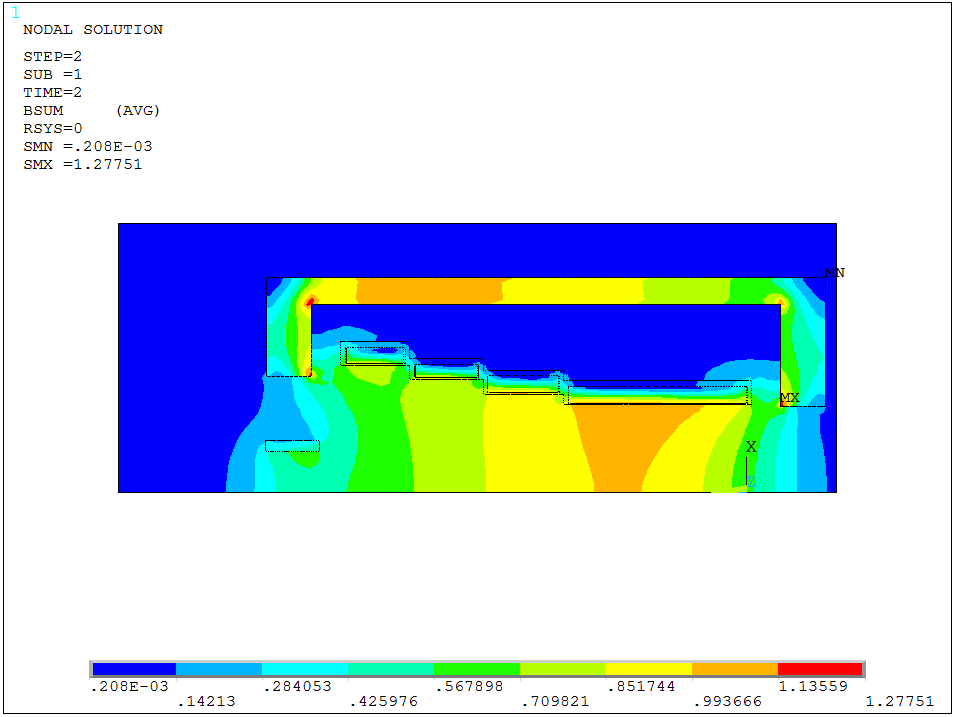 1
NODAL SOLUTION
STEP=2
SUB =1
TIME=2
BSUM (AVG)
RSYS=0
SMN =.208E-03
SMX =1.27751
MN
MX
X
.208E-03 .284053 .567898 .851744 1.13559
.14213 .425976 .709821 .993666 1.27751